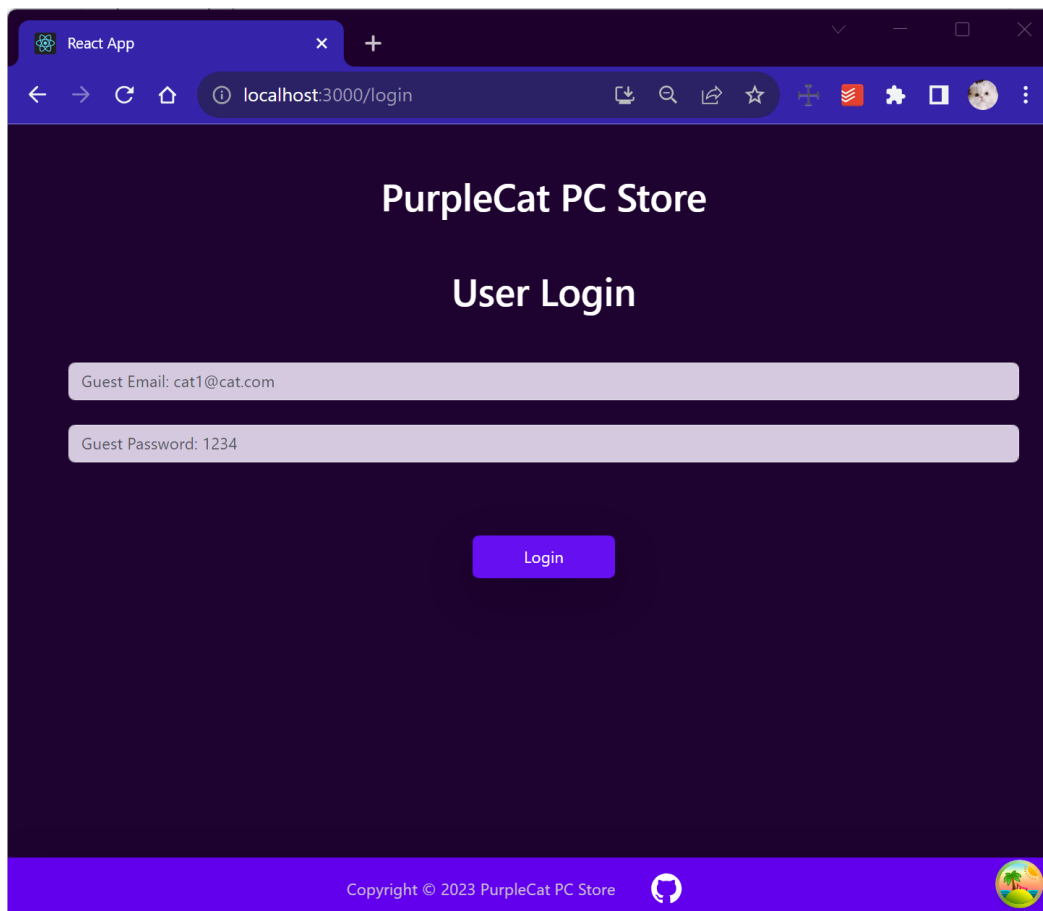 React App
localhost:3000/login
PurpleCat PC Store
User Login
Guest Email: cat1@cat.com
Guest Password: 1234
Login
Copyright © 2023 PurpleCat PC Store